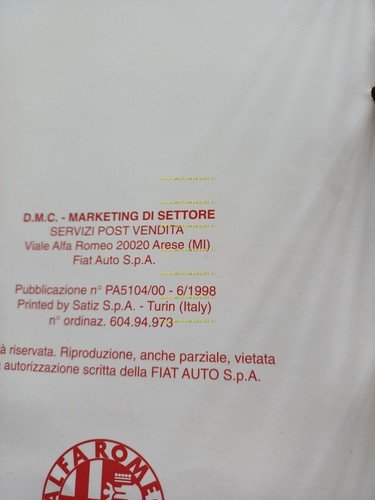 D.M.C. - MARKETING DI SETTORE
SERVIZI POST VENDITA
Viale Alfa Romeo 20020 Arese (MI)
Fiat Auto S.p.A.
Pubblicazione n° PA5104/00 - 6/1998
Printed by Satiz S.p.A. - Turin (Italy)
n° ordinaz. 604.94.973
à riservata. Riproduzione, anche parziale, vietata
autorizzazione scritta della FIAT AUTO S.p.A.
ALFA ROMEO